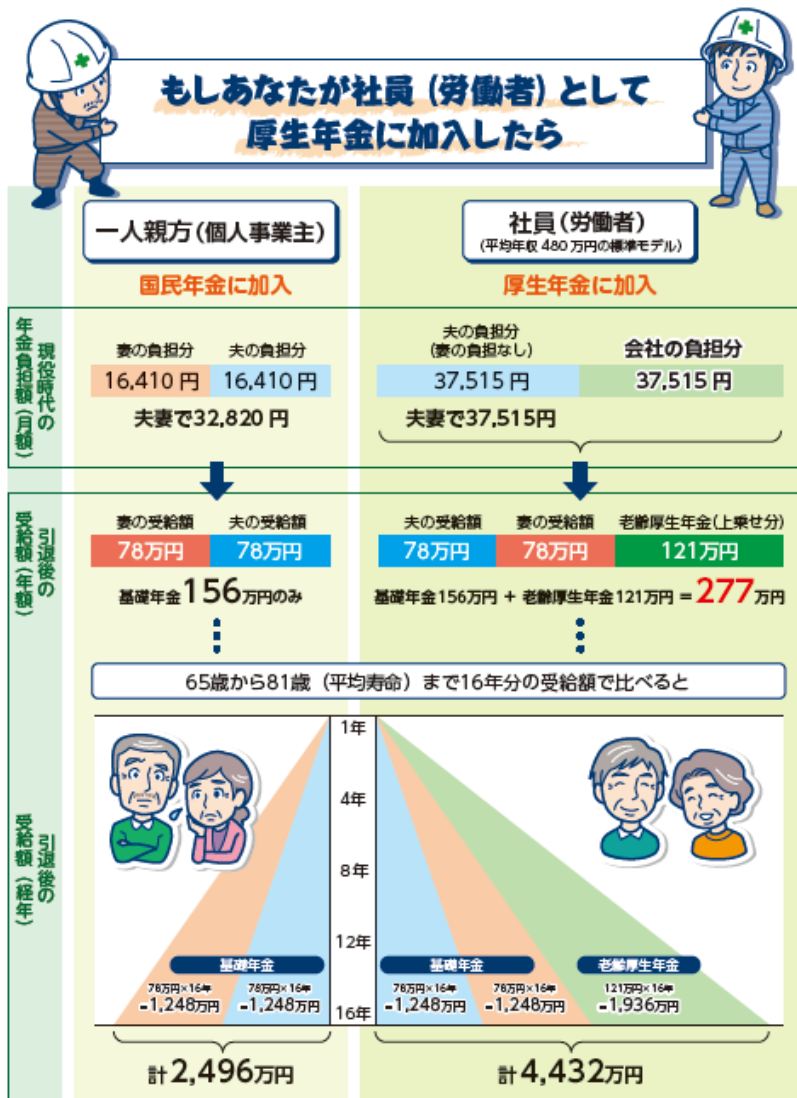 もしあなたが社員（労働者）として
厚生年金に加入したら
一人親方（個人事業主）
国民年金に加入
社員（労働者）
（平均年収480万円の標準モデル）
厚生年金に加入
現役時代の
年金負担額（月額）
妻の負担分
夫の負担分
16,410円
16,410円
夫妻で32,820円
夫の負担分
（妻の負担なし）
会社の負担分
37,515円
37,515円
夫妻で37,515円
引退後の
受給額（年額）
妻の受給額
夫の受給額
78万円
78万円
基礎年金156万円のみ
夫の受給額
妻の受給額
老齢厚生年金（上乗せ分）
78万円
78万円
121万円
基礎年金156万円 + 老齢厚生年金121万円 = 277万円
65歳から81歳（平均寿命）まで16年分の受給額で比べると
引退後の
受給額（経年）
1年
4年
8年
12年
16年
基礎年金
78万円×16年
=1,248万円
78万円×16年
=1,248万円
計2,496万円
基礎年金
78万円×16年
=1,248万円
78万円×16年
=1,248万円
老齢厚生年金
121万円×16年
=1,936万円
計4,432万円